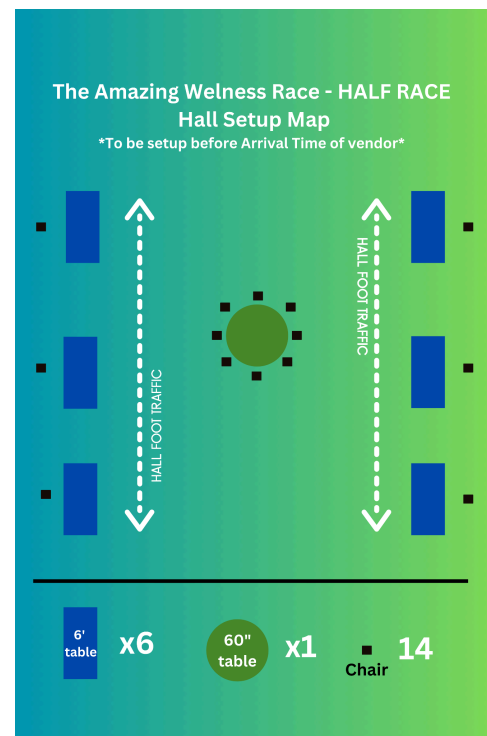 The Amazing Welness Race - HALF RACE
Hall Setup Map
*To be setup before Arrival Time of vendor*
HALL FOOT TRAFFIC
HALL FOOT TRAFFIC
6'
table
x6
60"
table
x1
Chair
14